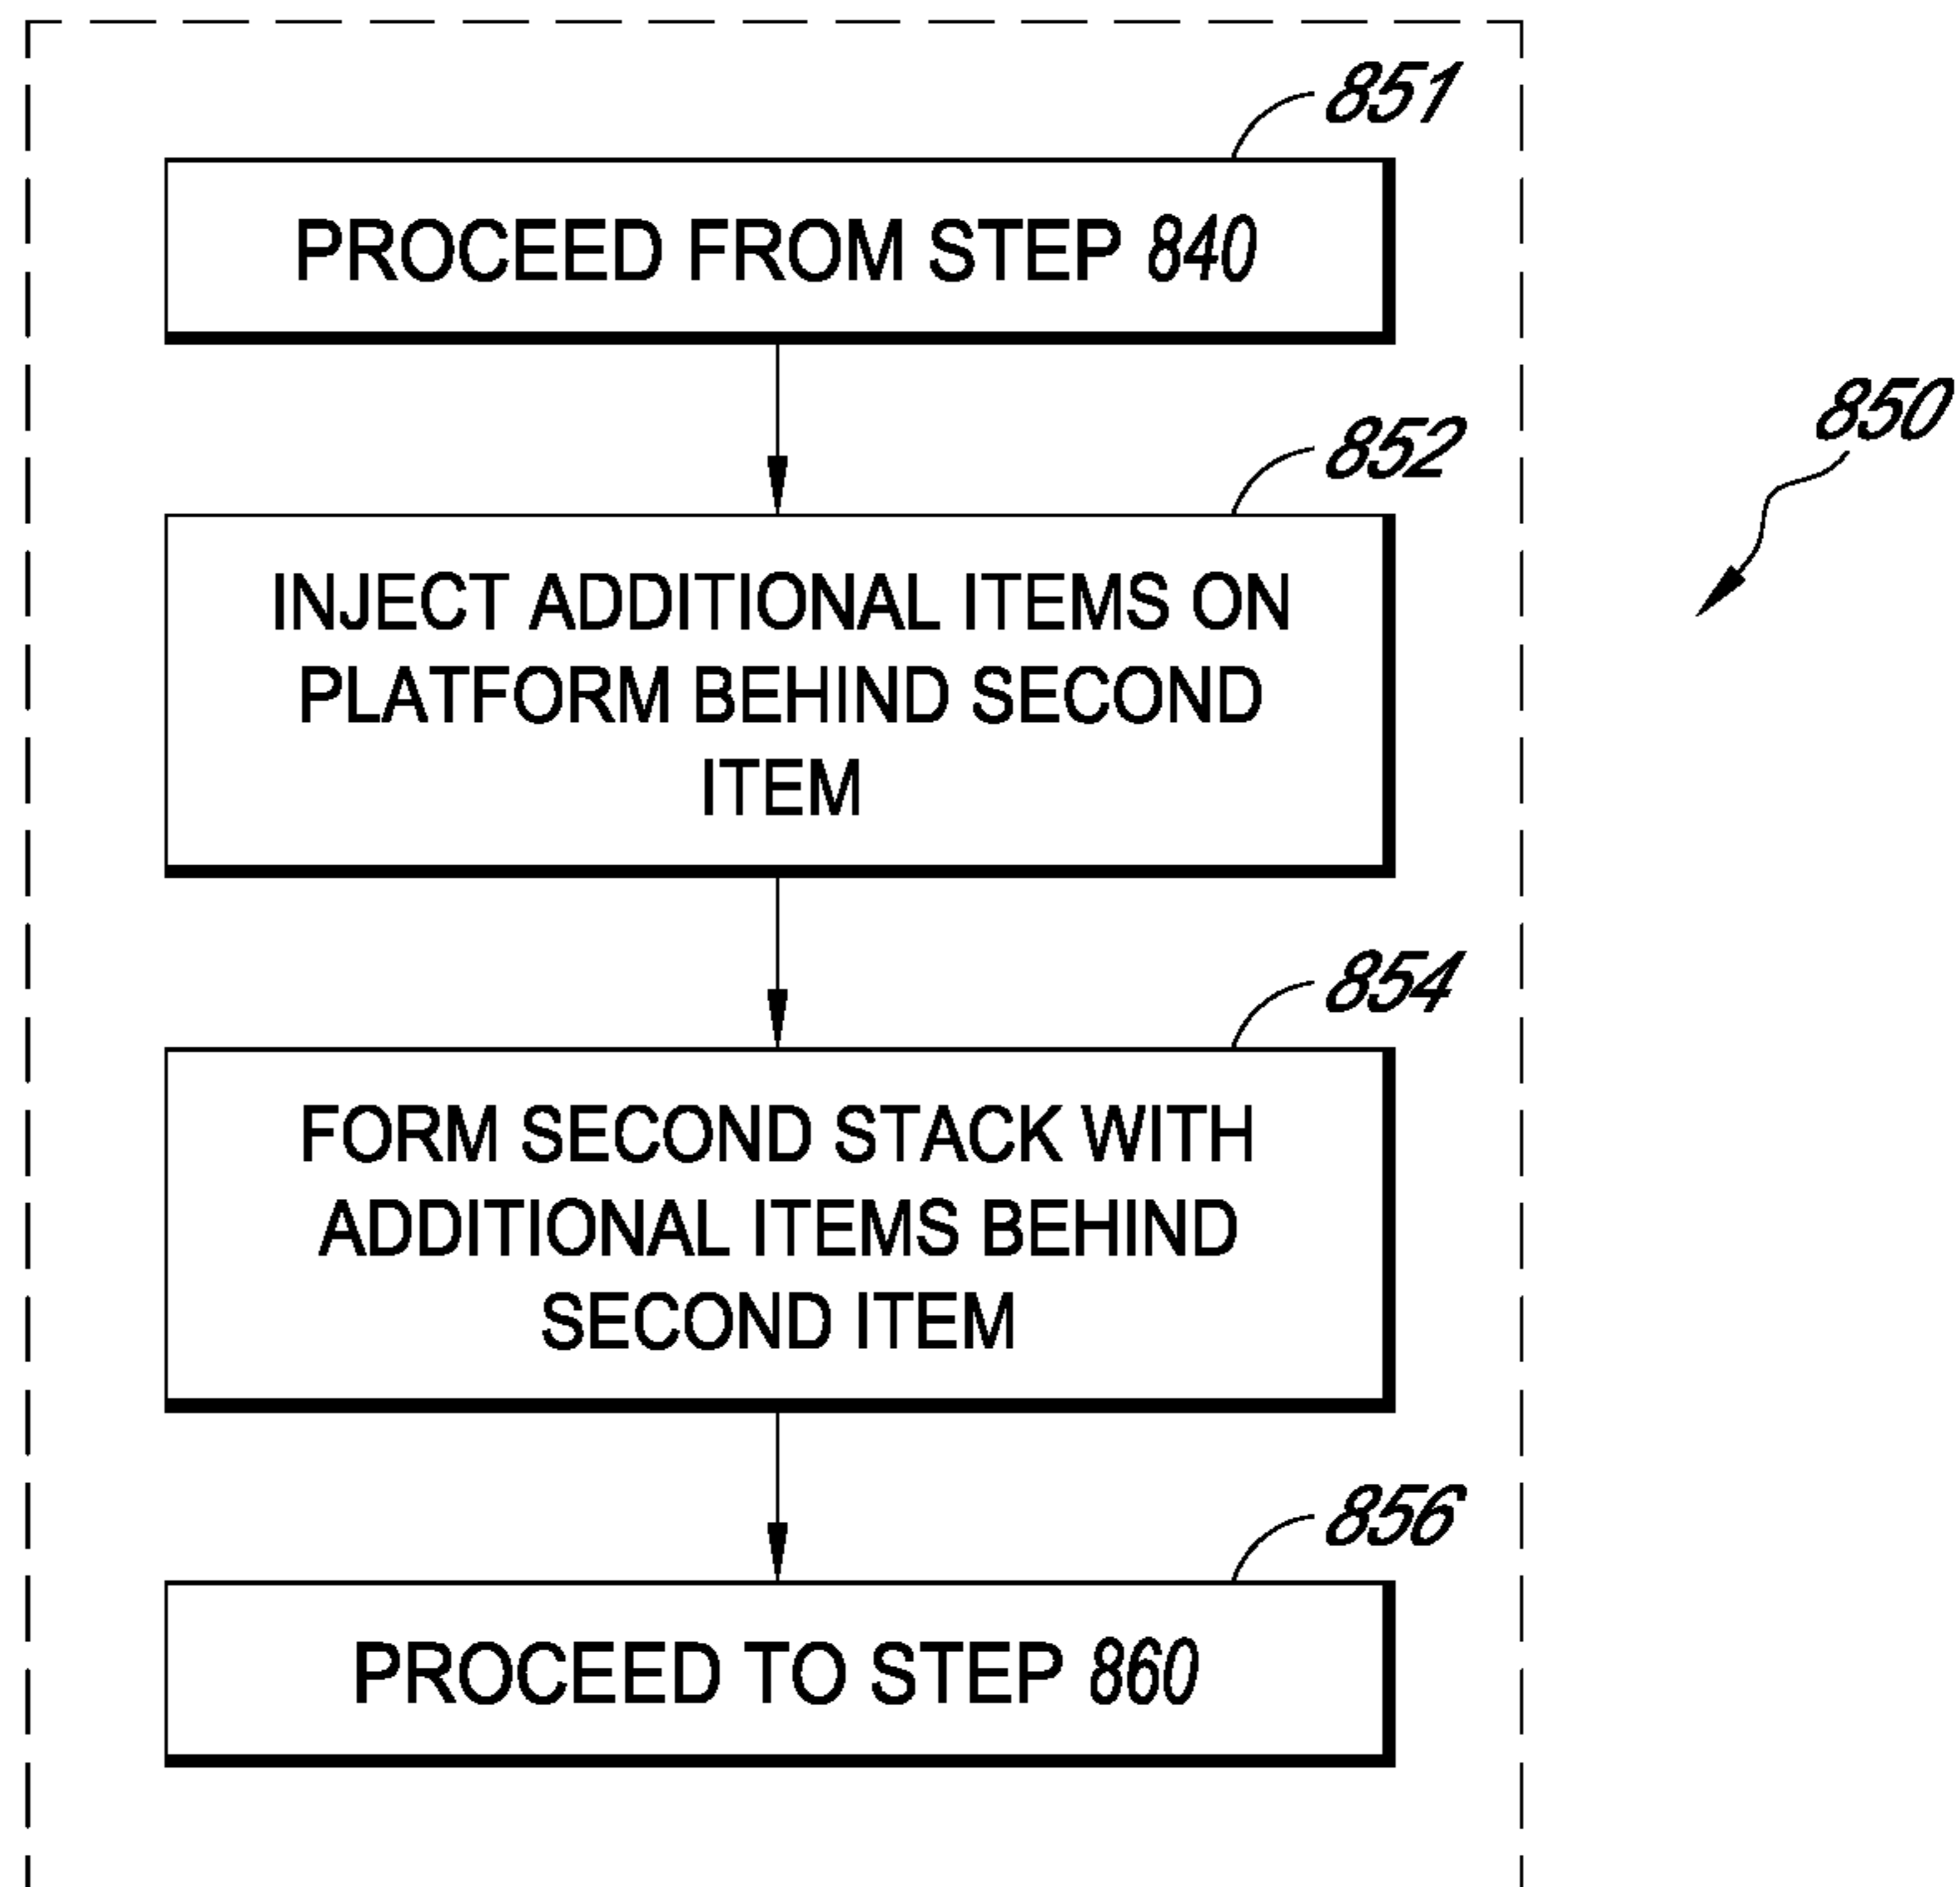 851
PROCEED FROM STEP 840
852
850
INJECT ADDITIONAL ITEMS ON
PLATFORM BEHIND SECOND
ITEM
854
FORM SECOND STACK WITH
ADDITIONAL ITEMS BEHIND
SECOND ITEM
856
PROCEED TO STEP 860